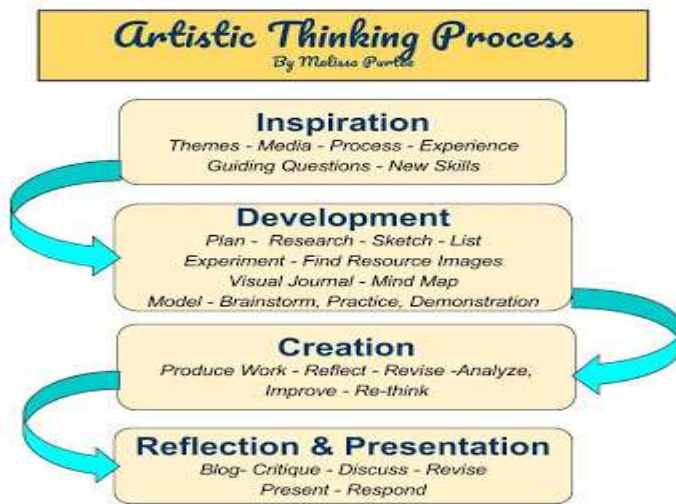 Artistic Thinking Process
By Melissa Purtee
Inspiration
Themes - Media - Process - Experience
Guiding Questions - New Skills
Development
Plan - Research - Sketch - List
Experiment - Find Resource Images
Visual Journal - Mind Map
Model - Brainstorm, Practice, Demonstration
Creation
Produce Work - Reflect - Revise -Analyze,
Improve - Re-think
Reflection & Presentation
Blog- Critique - Discuss - Revise
Present - Respond